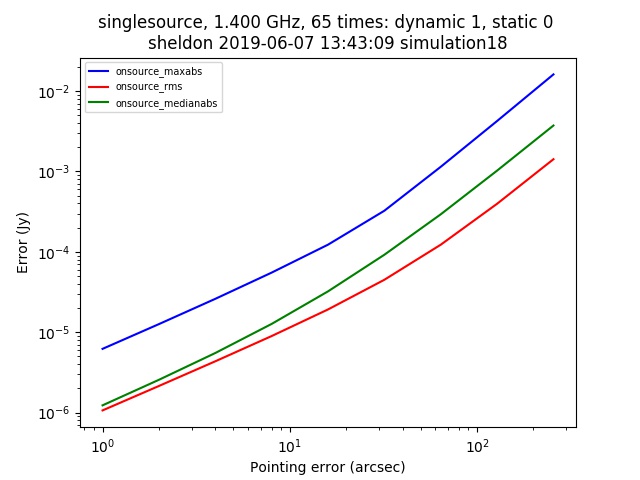 singlesource, 1.400 GHz, 65 times: dynamic 1, static 0
sheldon 2019-06-07 13:43:09 simulation18
onsource_maxabs
onsource_rms
onsource_medianabs
Error (Jy)
10⁻²
10⁻³
10⁻⁴
10⁻⁵
10⁻⁶
10⁰ 10¹ 10²
Pointing error (arcsec)